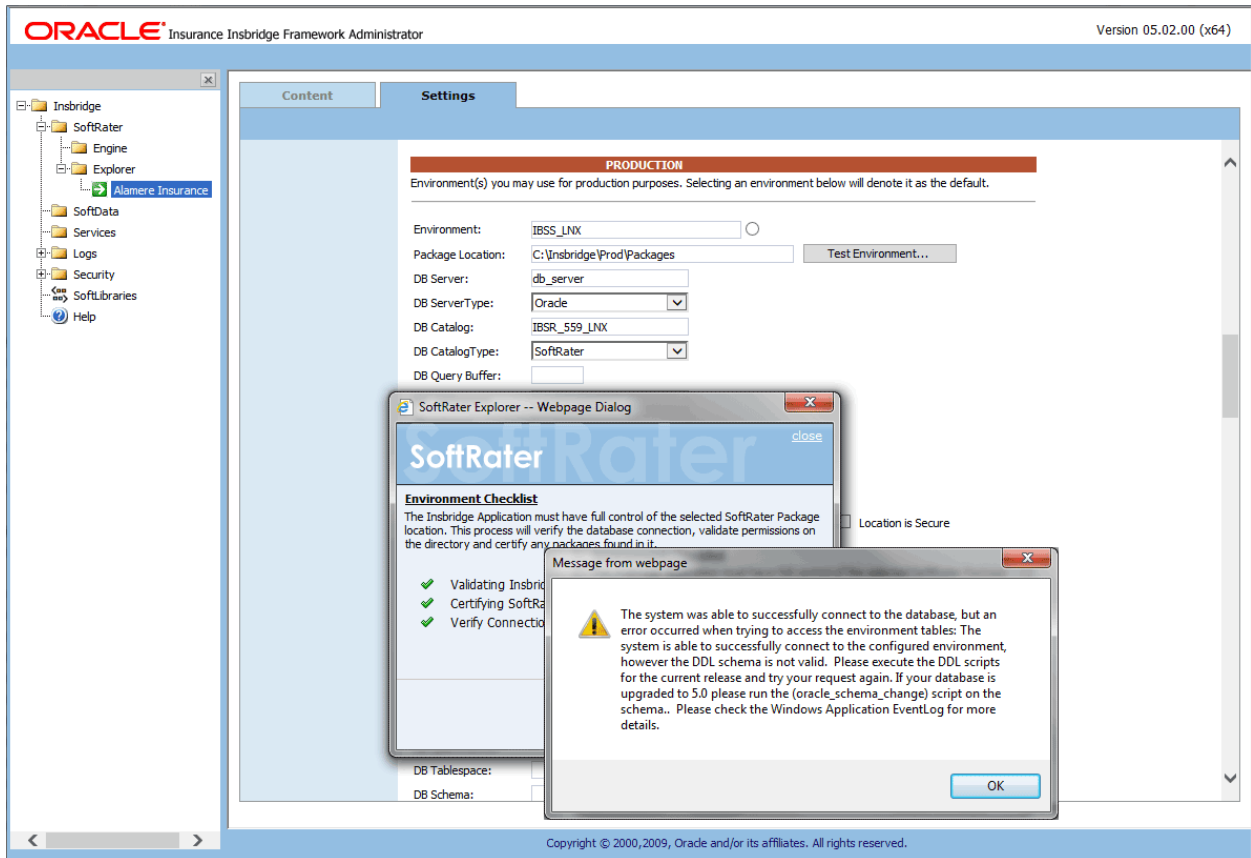 ORACLE Insurance Insbridge Framework Administrator
Version 05.02.00 (x64)
Insbridge
SoftRater
Engine
Explorer
Alamere Insurance
SoftData
Services
Logs
Security
SoftLibraries
Help
Content
Settings
PRODUCTION
Environment(s) you may use for production purposes. Selecting an environment below will denote it as the default.
Environment: IBSS_LNX
Package Location: C:\Insbridge\Prod\Packages Test Environment...
DB Server: db_server
DB ServerType: Oracle
DB Catalog: IBSR_559_LNX
DB CatalogType: SoftRater
DB Query Buffer:
SoftRater Explorer -- Webpage Dialog
close
SoftRater
SoftRater
Environment Checklist
The Insbridge Application must have full control of the selected SoftRater Package
location. This process will verify the database connection, validate permissions on
the directory and certify any packages found in it.
Validating
Certifying
Verify
Location is Secure
Message from webpage
The system was able to successfully connect to the database, but an
error occurred when trying to access the environment tables: The
system is able to successfully connect to the configured environment,
however the DDL schema is not valid. Please execute the DDL scripts
for the current release and try your request again. If your database is
upgraded to 5.0 please run the (oracle_schema_change) script on the
schema.. Please check the Windows Application EventLog for more
details.
OK
DB Tablespace:
DB Schema:
Copyright © 2000,2009, Oracle and/or its affiliates. All rights reserved.